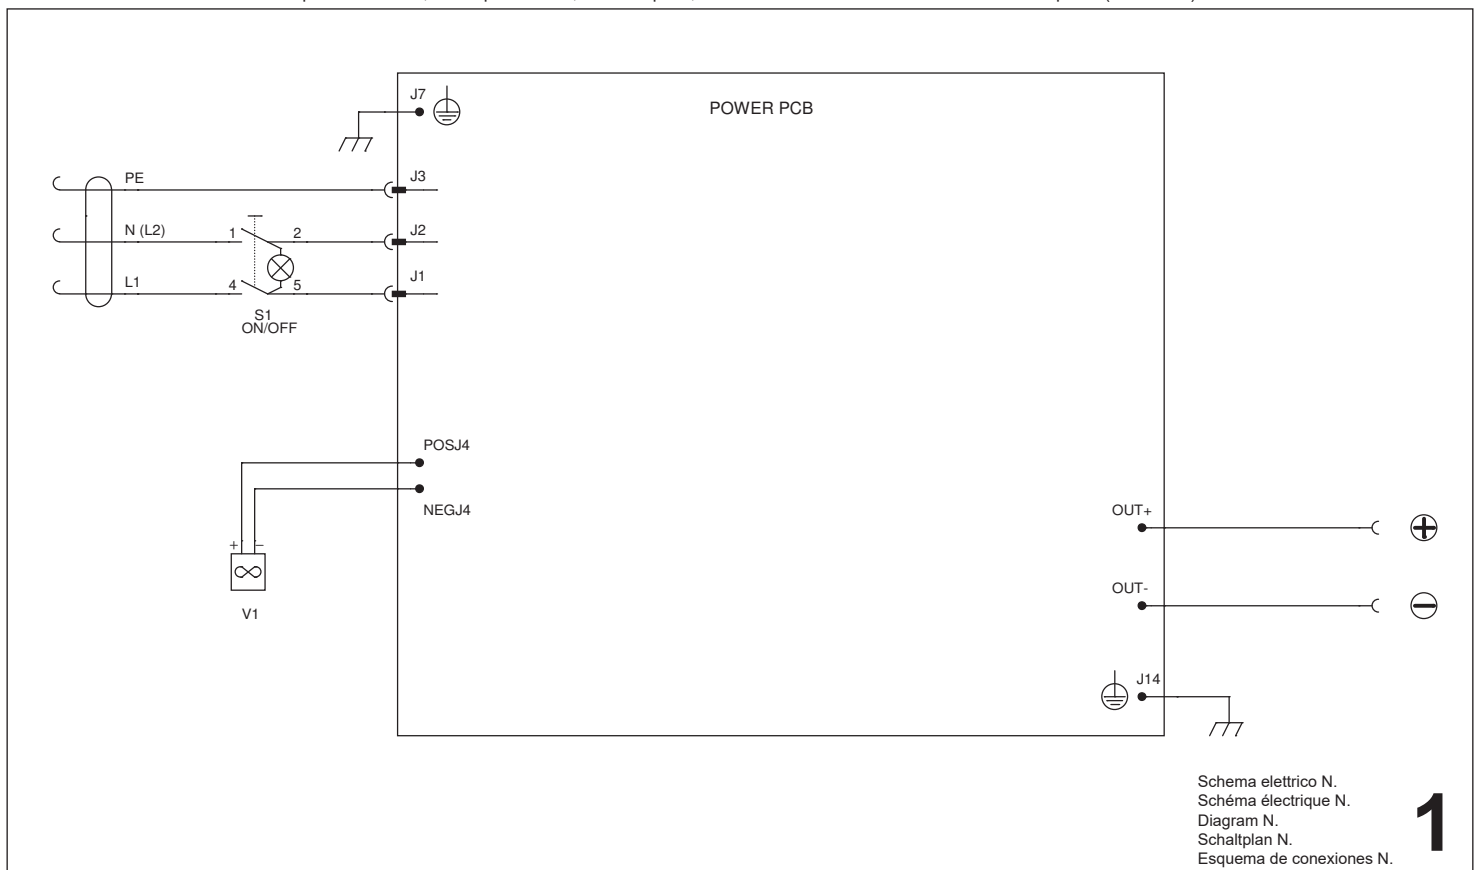 J7
POWER PCB
PE
J3
N (L2)
1
2
J2
L1
4
5
J1
S1
ON/OFF
POSJ4
NEGJ4
+
−
V1
OUT+
OUT-
J14
Schema elettrico N.
Schéma électrique N.
Diagram N.
Schaltplan N.
Esquema de conexiones N.
1